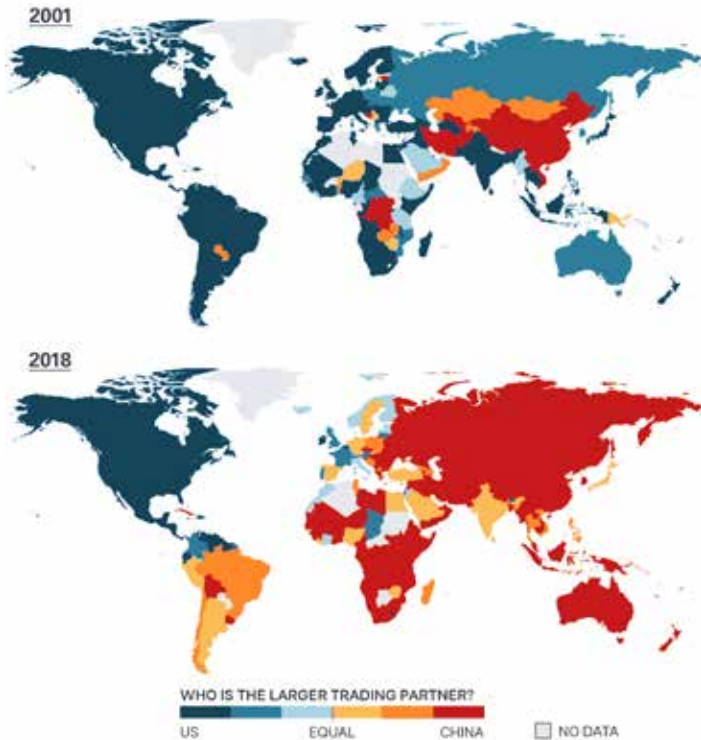 2001
2018
WHO IS THE LARGER TRADING PARTNER?
US EQUAL CHINA NO DATA